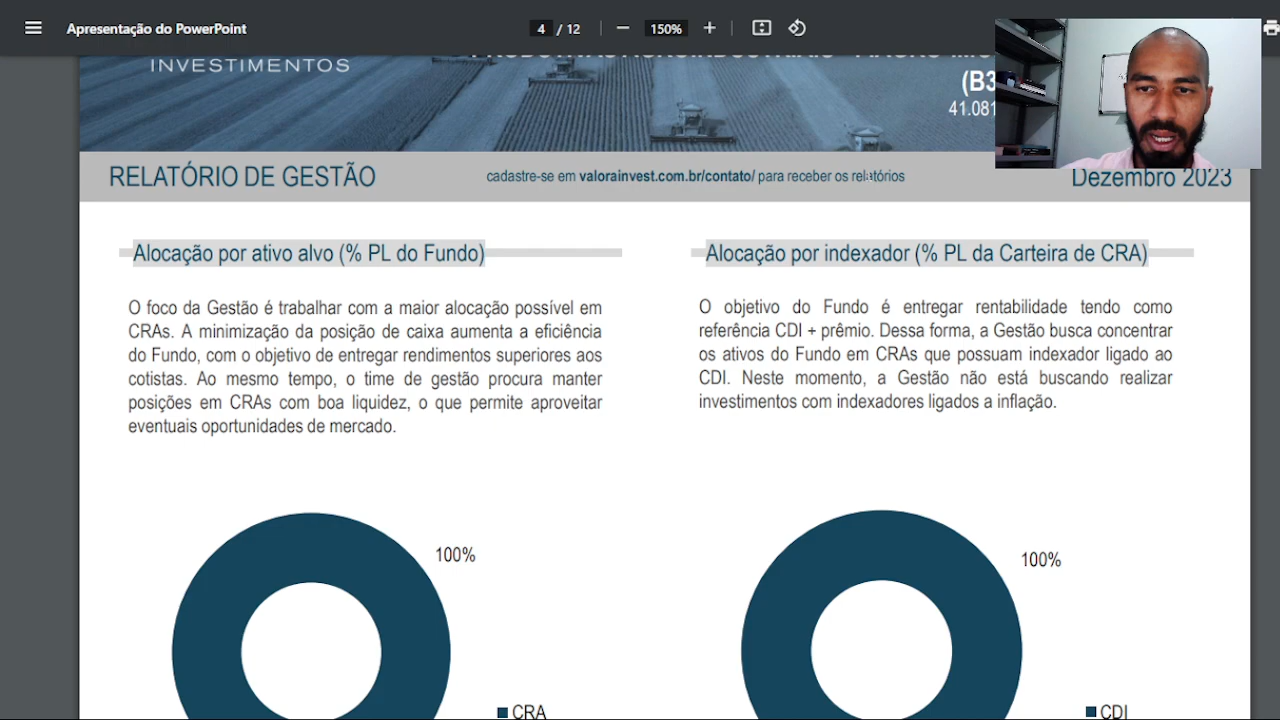 Apresentação do PowerPoint
4 / 12
150%
INVESTIMENTOS
(B3
41.081
RELATÓRIO DE GESTÃO
cadastre-se em valorainvest.com.br/contato/ para receber os relatórios
Dezembro 2023
Alocação por ativo alvo (% PL do Fundo)
O foco da Gestão é trabalhar com a maior alocação possível em
CRAs. A minimização da posição de caixa aumenta a eficiência
do Fundo, com o objetivo de entregar rendimentos superiores aos
cotistas. Ao mesmo tempo, o time de gestão procura manter
posições em CRAs com boa liquidez, o que permite aproveitar
eventuais oportunidades de mercado.
100%
CRA
Alocação por indexador (% PL da Carteira de CRA)
O objetivo do Fundo é entregar rentabilidade tendo como
referência CDI + prêmio. Dessa forma, a Gestão busca concentrar
os ativos do Fundo em CRAs que possuam indexador ligado ao
CDI. Neste momento, a Gestão não está buscando realizar
investimentos com indexadores ligados a inflação.
100%
CDI